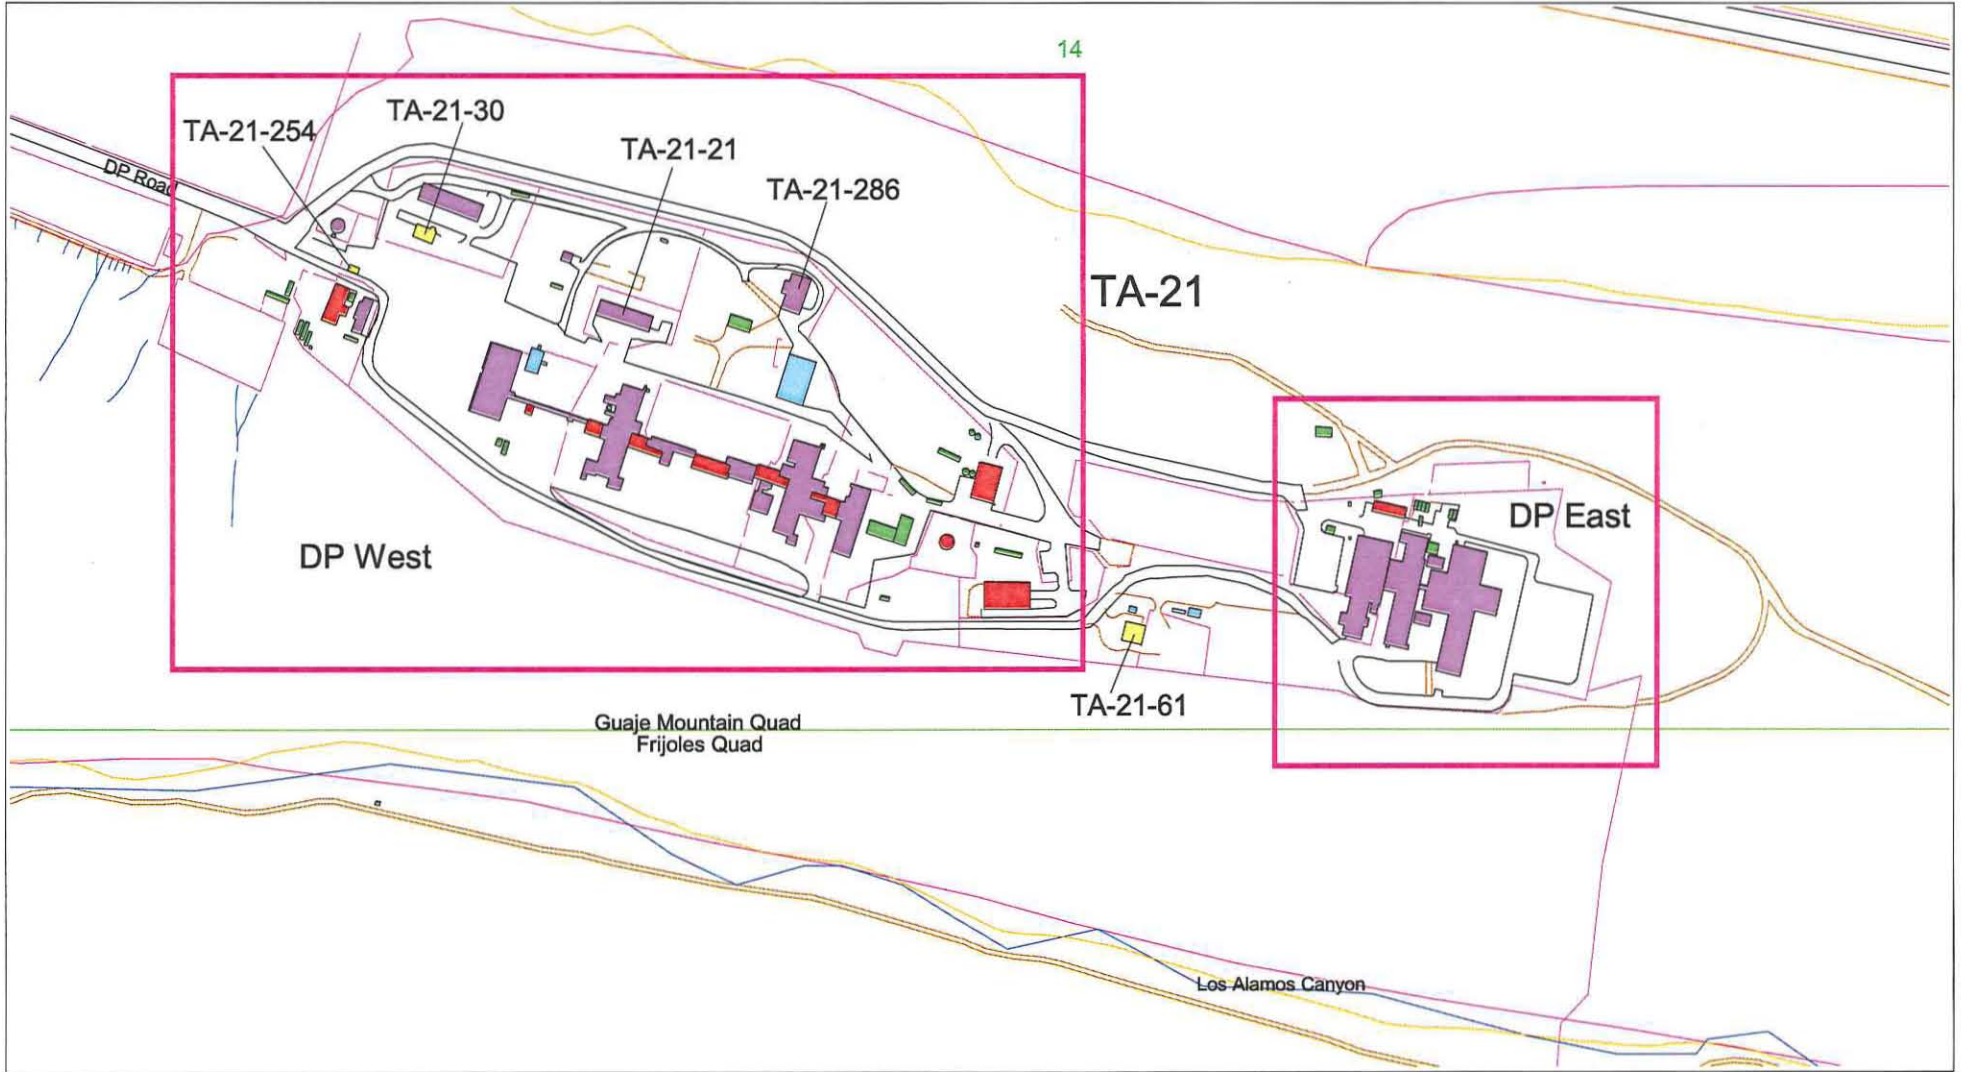 14
TA-21-30
TA-21-254
TA-21-21
DP Road
TA-21-286
TA-21
DP East
DP West
TA-21-61
Guaje Mountain Quad
Frijoles Quad
Los Alamos Canyon